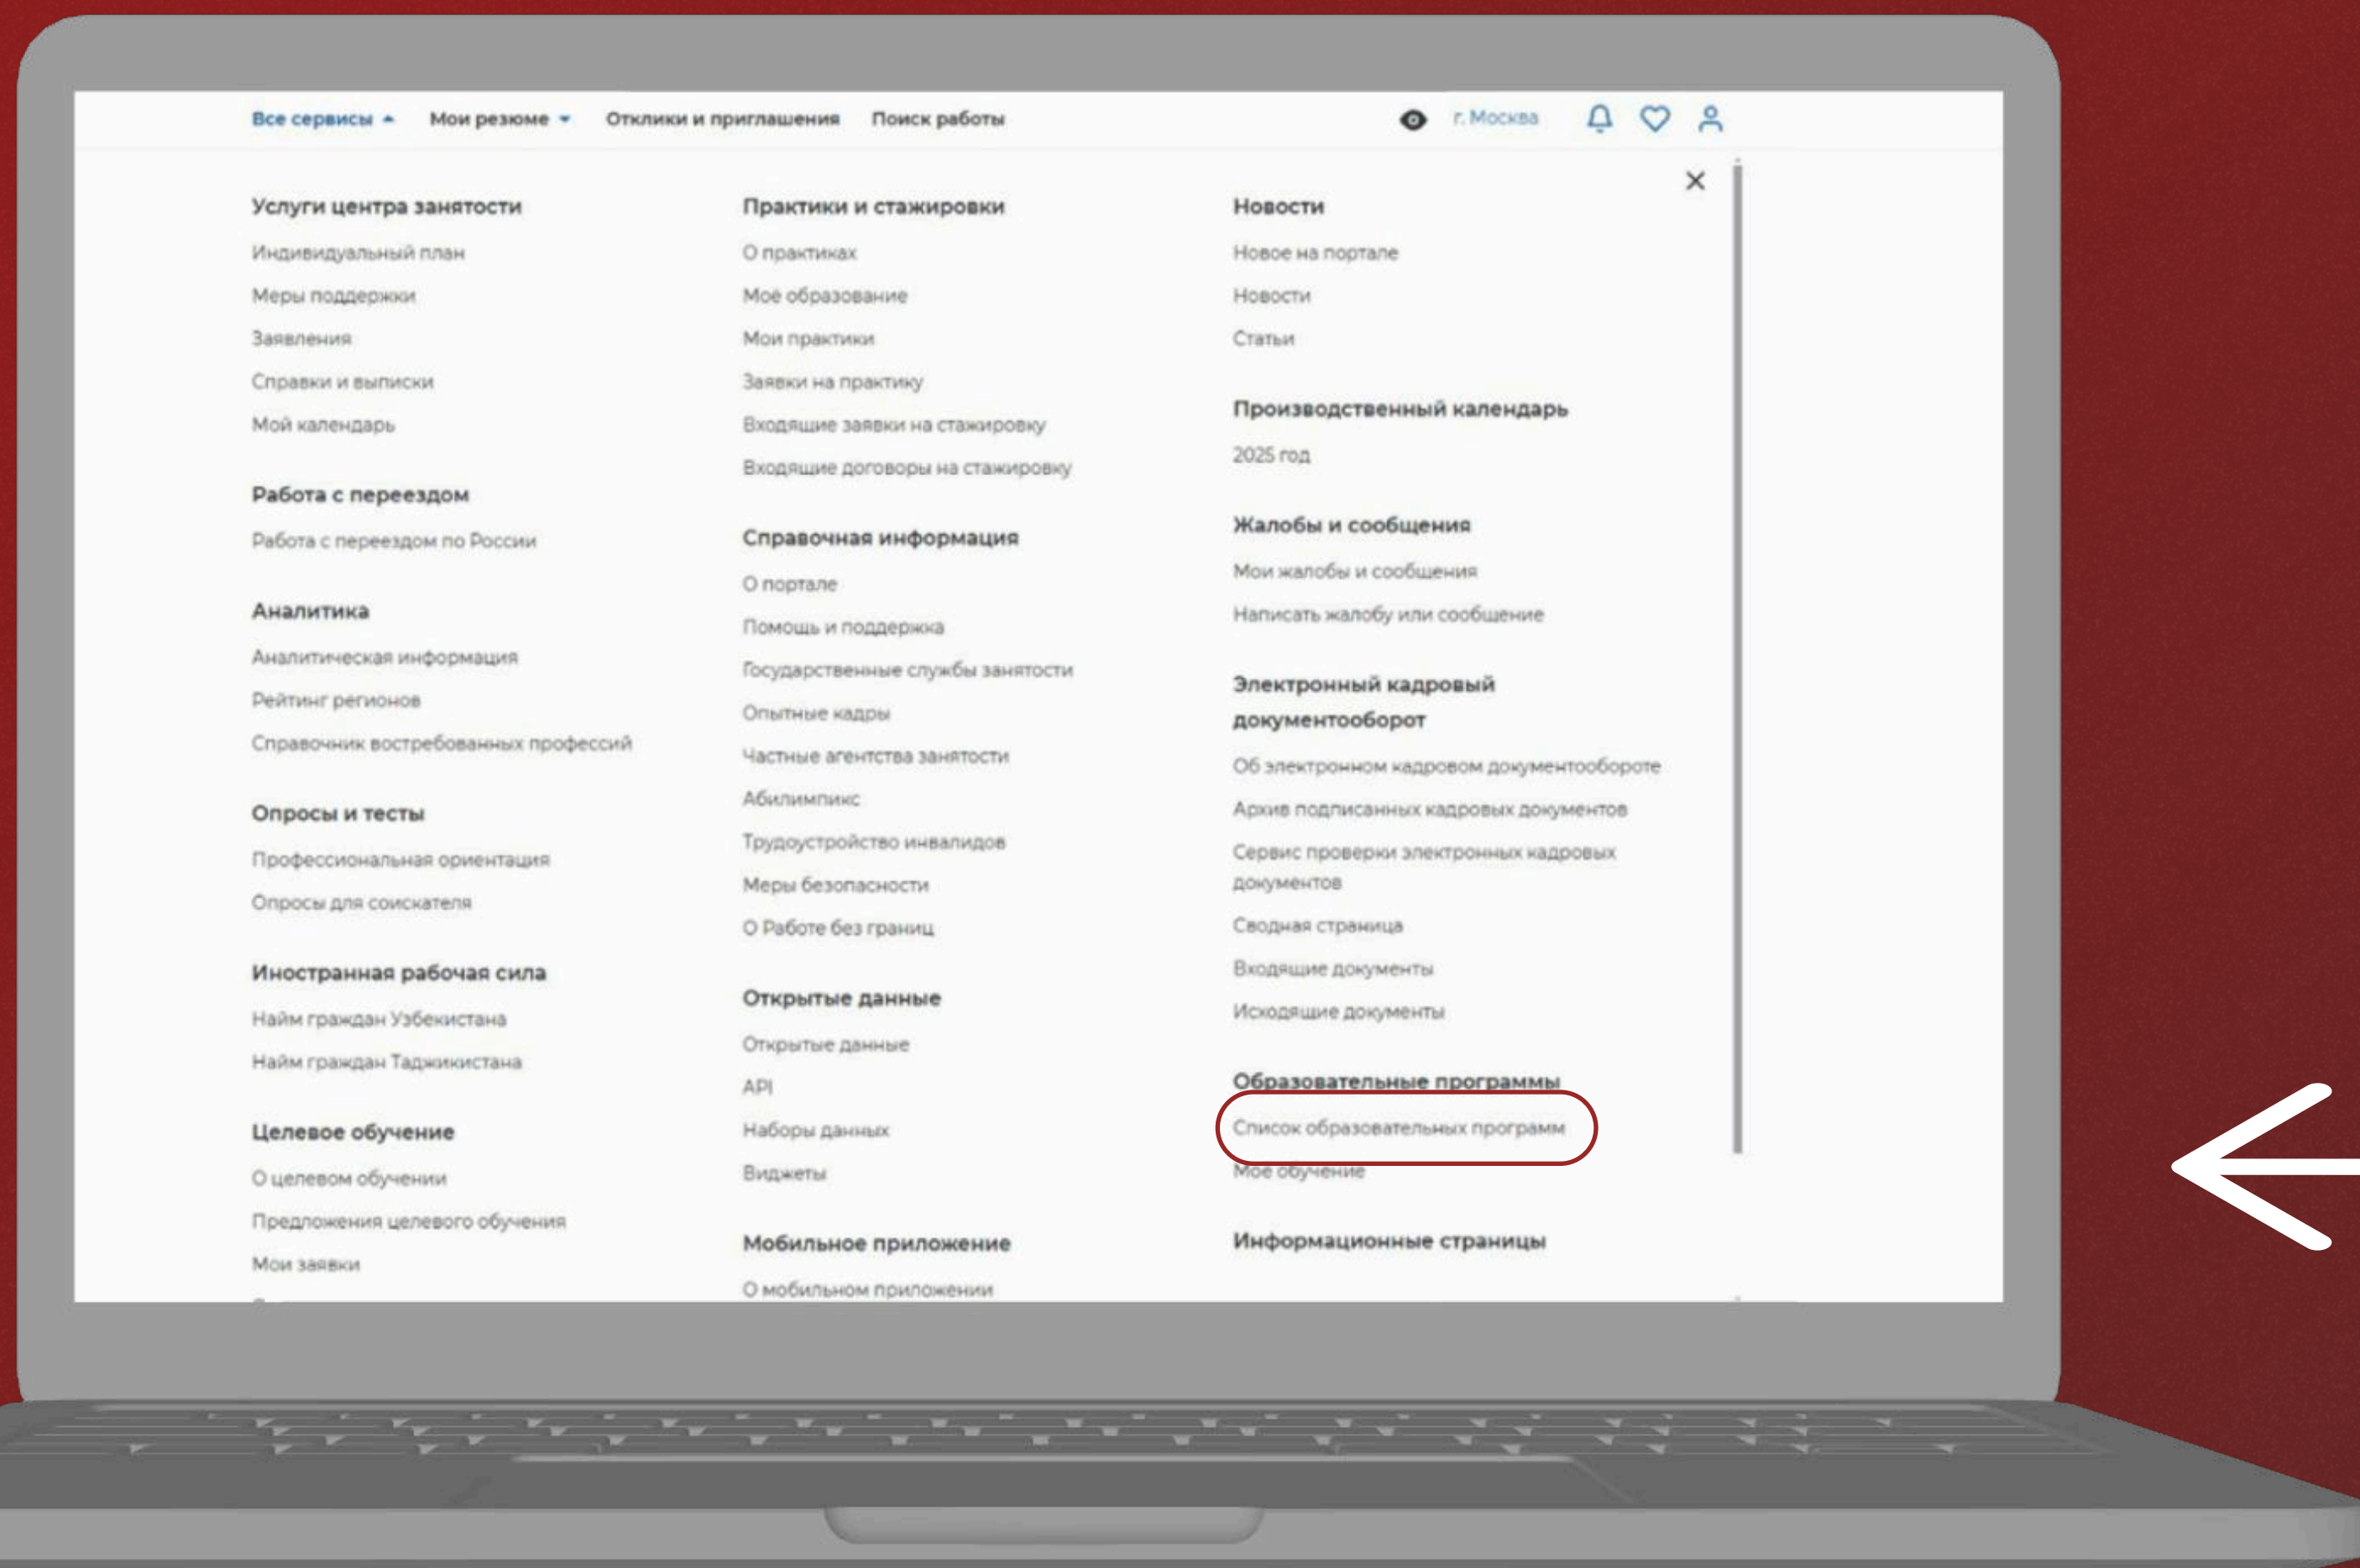 Все сервисы
Мои резюме
Отклики и приглашения
Поиск работы
г. Москва
Услуги центра занятости
Индивидуальный план
Меры поддержки
Заявления
Справки и выписки
Мой календарь
Работа с переездом
Работа с переездом по России
Аналитика
Аналитическая информация
Рейтинг регионов
Справочник востребованных профессий
Опросы и тесты
Профессиональная ориентация
Опросы для соискателя
Иностранная рабочая сила
Найм граждан Узбекистана
Найм граждан Таджикистана
Целевое обучение
О целевом обучении
Предложения целевого обучения
Мои заявки
Практики и стажировки
О практиках
Моё образование
Мои практики
Заявки на практику
Входящие заявки на стажировку
Входящие договоры на стажировку
Справочная информация
О портале
Помощь и поддержка
Государственные службы занятости
Опытные кадры
Частные агентства занятости
Абилимпикс
Трудоустройство инвалидов
Меры безопасности
О Работе без границ
Открытые данные
Открытые данные
API
Наборы данных
Виджеты
Мобильное приложение
О мобильном приложении
Новости
Новое на портале
Новости
Статьи
Производственный календарь
2025 год
Жалобы и сообщения
Мои жалобы и сообщения
Написать жалобу или сообщение
Электронный кадровый
документооборот
Об электронном кадровом документообороте
Архив подписанных кадровых документов
Сервис проверки электронных кадровых
документов
Сводная страница
Входящие документы
Исходящие документы
Образовательные программы
Список образовательных программ
Мое обучение
Информационные страницы